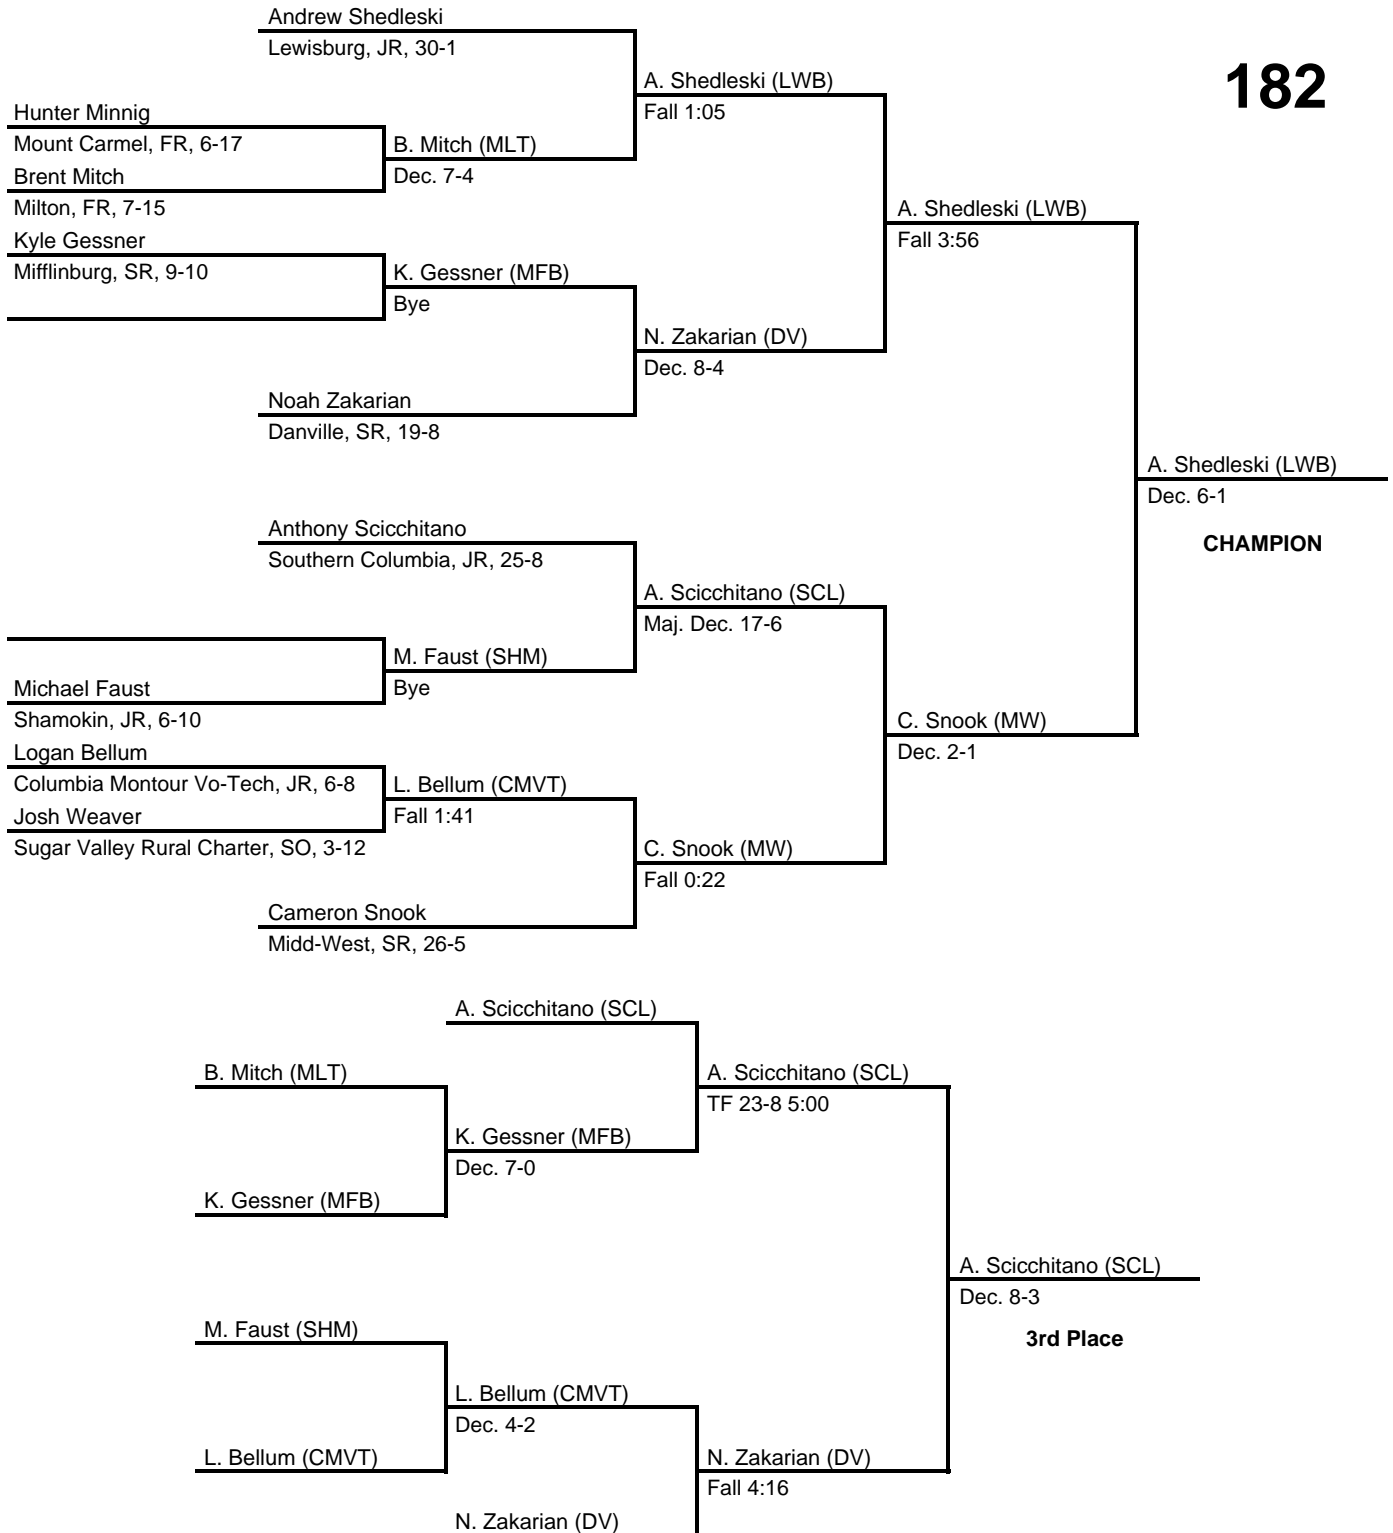 Andrew Shedleski
Lewisburg, JR, 30-1
182
A. Shedleski (LWB)
Fall 1:05
Hunter Minnig
Mount Carmel, FR, 6-17
B. Mitch (MLT)
Dec. 7-4
Brent Mitch
Milton, FR, 7-15
A. Shedleski (LWB)
Fall 3:56
Kyle Gessner
Mifflinburg, SR, 9-10
K. Gessner (MFB)
Bye
N. Zakarian (DV)
Dec. 8-4
Noah Zakarian
Danville, SR, 19-8
A. Shedleski (LWB)
Dec. 6-1
CHAMPION
Anthony Scicchitano
Southern Columbia, JR, 25-8
A. Scicchitano (SCL)
Maj. Dec. 17-6
M. Faust (SHM)
Bye
Michael Faust
Shamokin, JR, 6-10
C. Snook (MW)
Dec. 2-1
Logan Bellum
Columbia Montour Vo-Tech, JR, 6-8
L. Bellum (CMVT)
Fall 1:41
Josh Weaver
Sugar Valley Rural Charter, SO, 3-12
C. Snook (MW)
Fall 0:22
Cameron Snook
Midd-West, SR, 26-5
A. Scicchitano (SCL)
B. Mitch (MLT)
A. Scicchitano (SCL)
TF 23-8 5:00
K. Gessner (MFB)
Dec. 7-0
K. Gessner (MFB)
A. Scicchitano (SCL)
Dec. 8-3
3rd Place
M. Faust (SHM)
L. Bellum (CMVT)
Dec. 4-2
L. Bellum (CMVT)
N. Zakarian (DV)
Fall 4:16
N. Zakarian (DV)